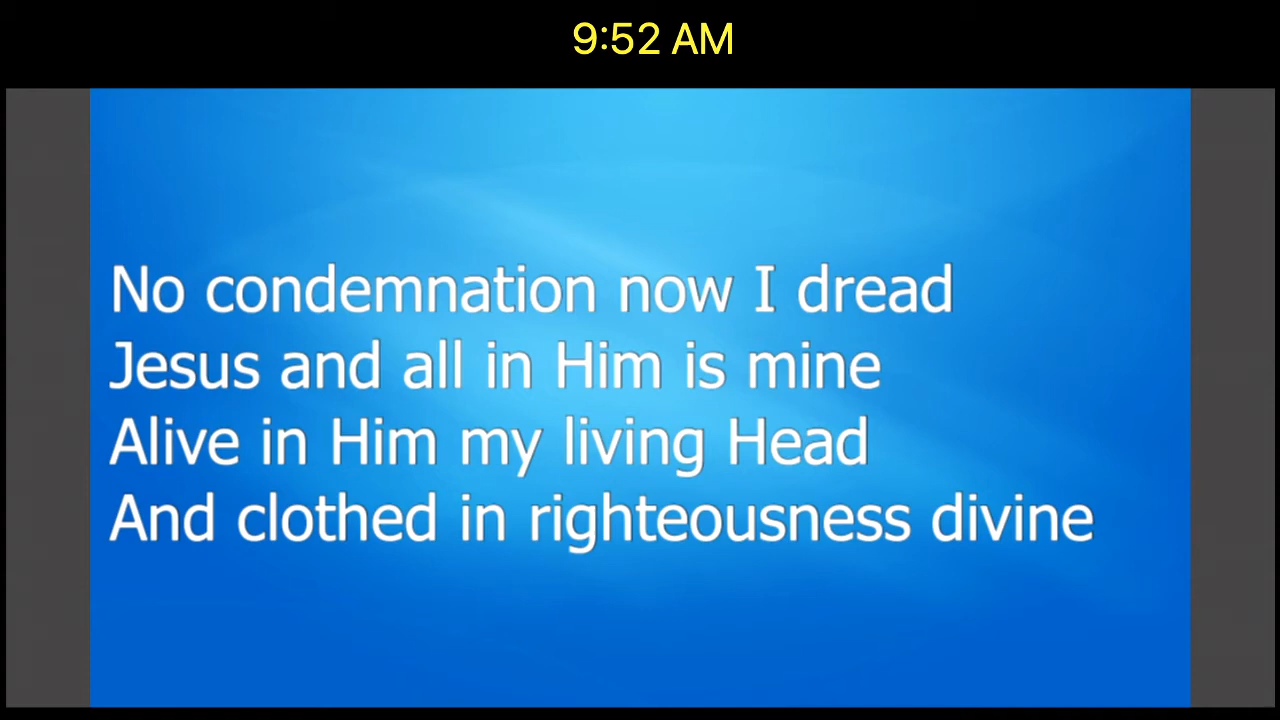 9:52 AM
No condemnation now I dread
Jesus and all in Him is mine
Alive in Him my living Head
And clothed in righteousness divine